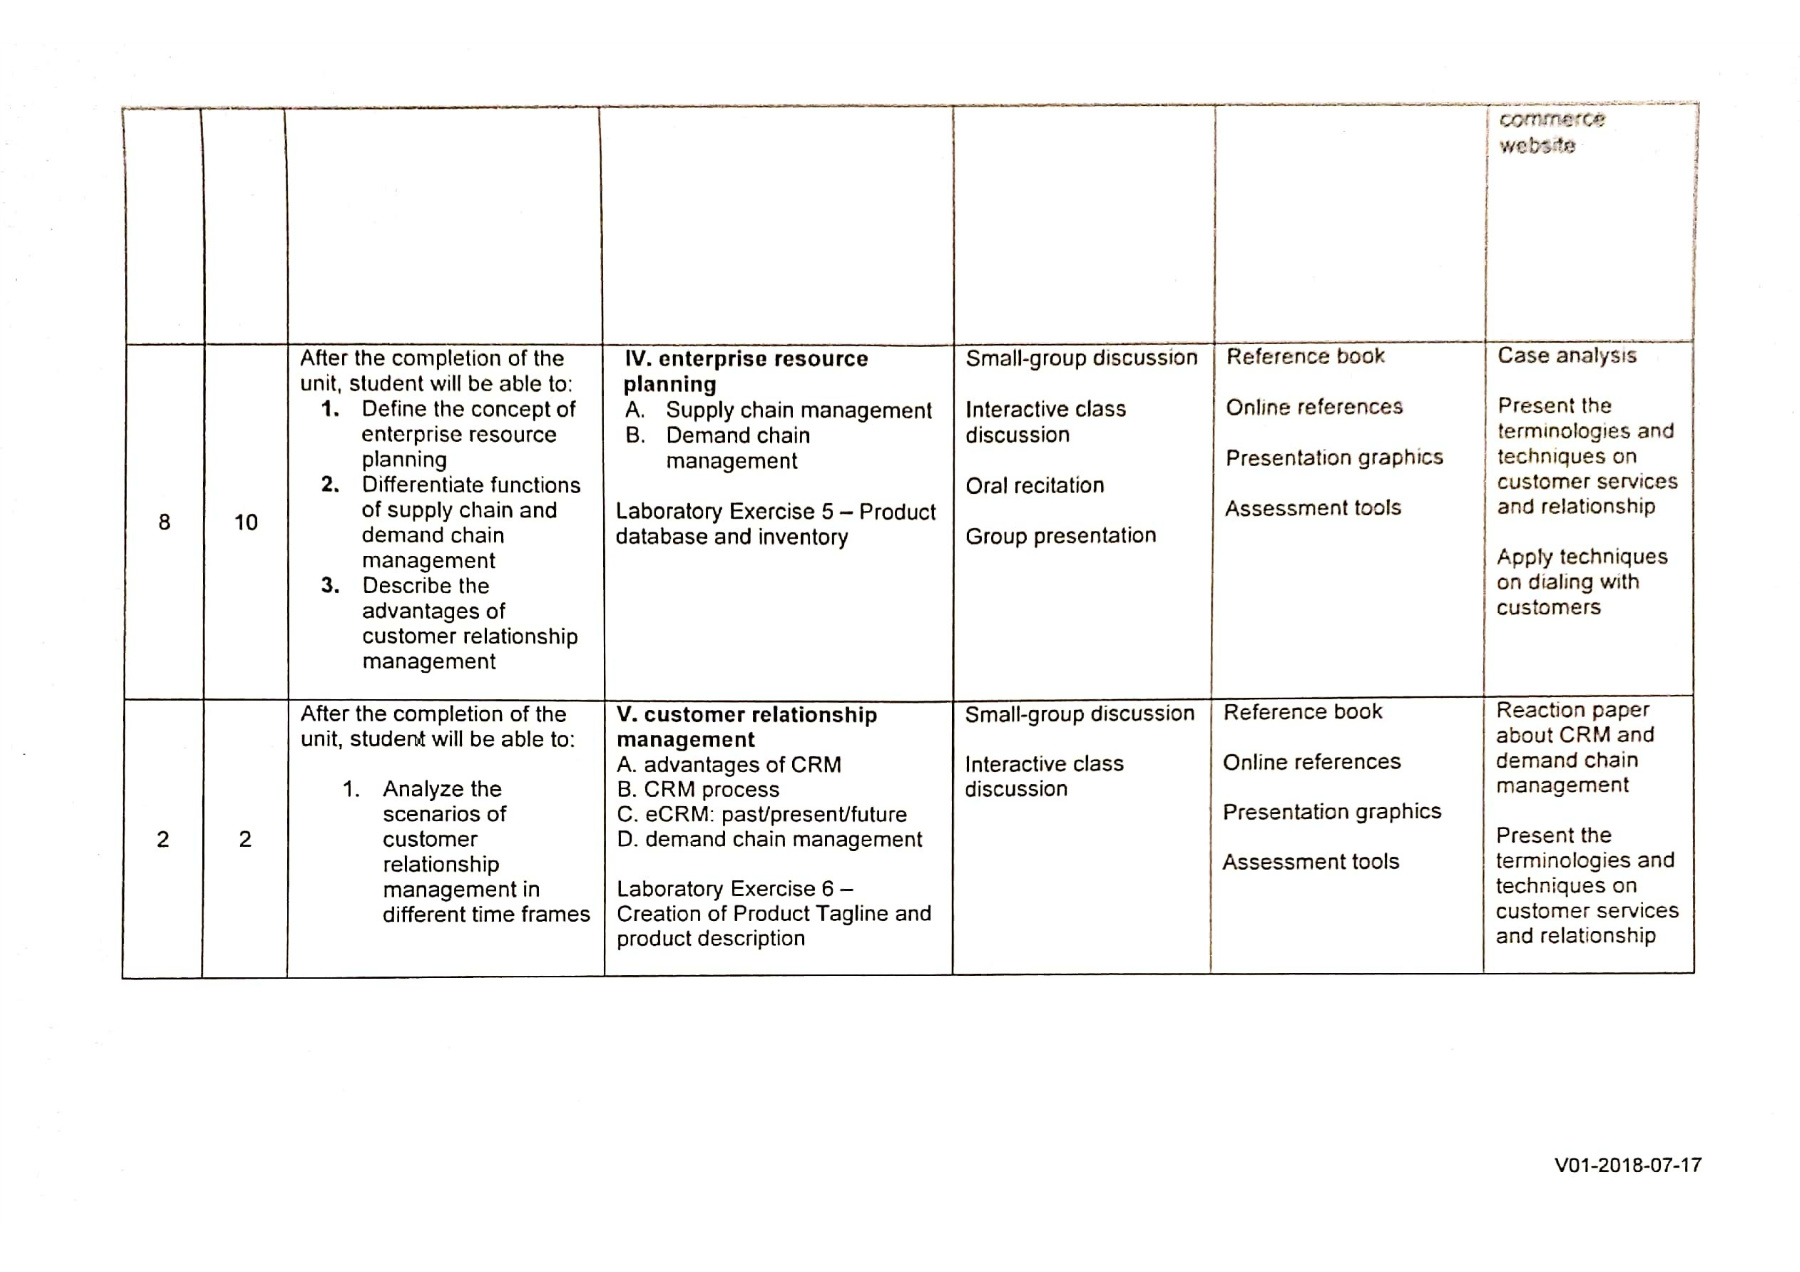 commerce
website
8
10
After the completion of the
unit, student will be able to:
1. Define the concept of
enterprise resource
planning
2. Differentiate functions
of supply chain and
demand chain
management
3. Describe the
advantages of
customer relationship
management
IV. enterprise resource
planning
A. Supply chain management
B. Demand chain
management
Laboratory Exercise 5 – Product
database and inventory
Small-group discussion
Interactive class
discussion
Oral recitation
Group presentation
Reference book
Online references
Presentation graphics
Assessment tools
Case analysis
Present the
terminologies and
techniques on
customer services
and relationship
Apply techniques
on dialing with
customers
2
2
After the completion of the
unit, student will be able to:
1. Analyze the
scenarios of
customer
relationship
management in
different time frames
V. customer relationship
management
A. advantages of CRM
B. CRM process
C. eCRM: past/present/future
D. demand chain management
Laboratory Exercise 6 –
Creation of Product Tagline and
product description
Small-group discussion
Interactive class
discussion
Reference book
Online references
Presentation graphics
Assessment tools
Reaction paper
about CRM and
demand chain
management
Present the
terminologies and
techniques on
customer services
and relationship
V01-2018-07-17